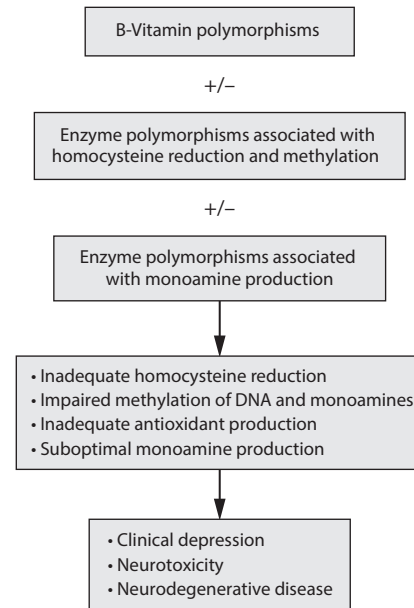 B-Vitamin polymorphisms
+/–
Enzyme polymorphisms associated with
homocysteine reduction and methylation
+/–
Enzyme polymorphisms associated
with monoamine production
• Inadequate homocysteine reduction
• Impaired methylation of DNA and monoamines
• Inadequate antioxidant production
• Suboptimal monoamine production
• Clinical depression
• Neurotoxicity
• Neurodegenerative disease